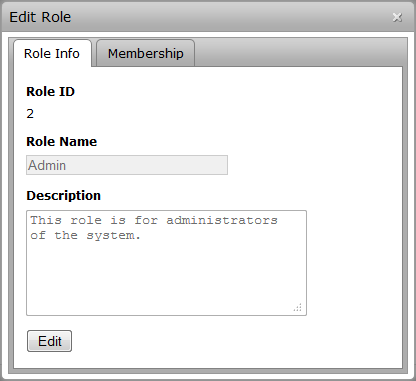 Edit Role
Role Info
Membership
Role ID
2
Role Name
Admin
Description
This role is for administrators
of the system.
Edit